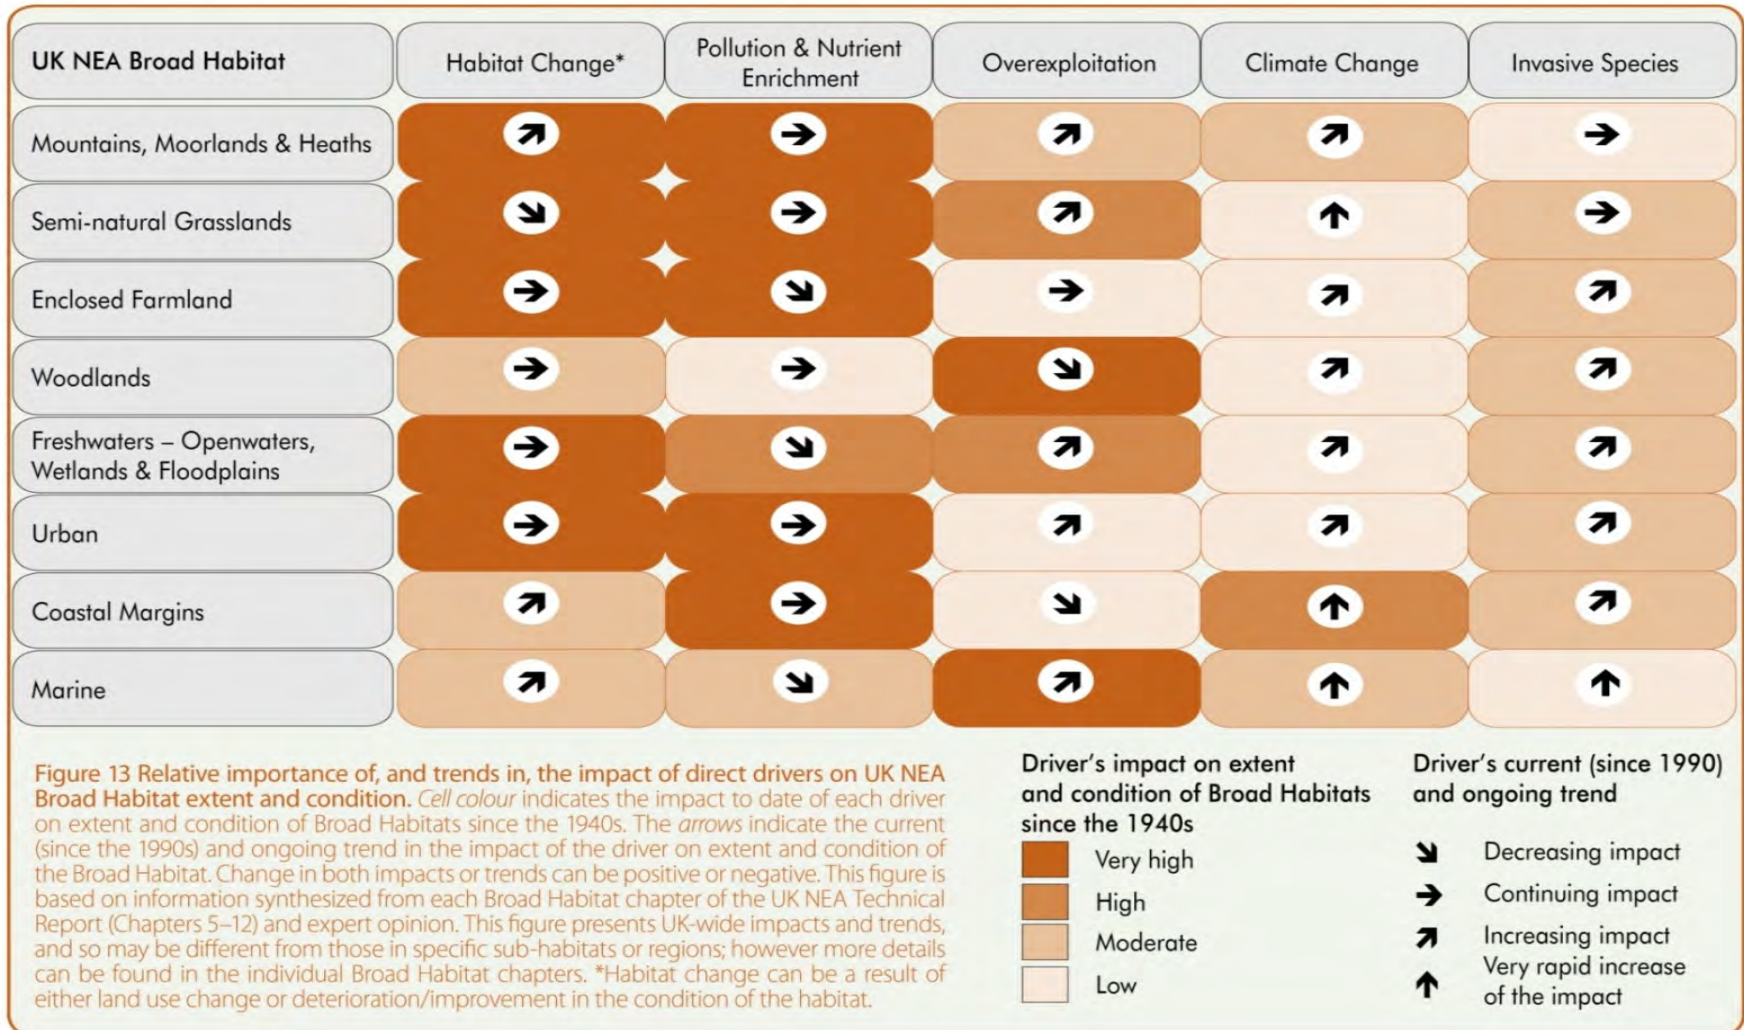 UK NEA Broad Habitat
Habitat Change*
Pollution & Nutrient
Enrichment
Overexploitation
Climate Change
Invasive Species
Mountains, Moorlands & Heaths
Semi-natural Grasslands
Enclosed Farmland
Woodlands
Freshwaters – Openwaters,
Wetlands & Floodplains
Urban
Coastal Margins
Marine
Figure 13 Relative importance of, and trends in, the impact of direct drivers on UK NEA
Broad Habitat extent and condition. Cell colour indicates the impact to date of each driver
on extent and condition of Broad Habitats since the 1940s. The arrows indicate the current
(since the 1990s) and ongoing trend in the impact of the driver on extent and condition of
the Broad Habitat. Change in both impacts or trends can be positive or negative. This figure is
based on information synthesized from each Broad Habitat chapter of the UK NEA Technical
Report (Chapters 5–12) and expert opinion. This figure presents UK-wide impacts and trends,
and so may be different from those in specific sub-habitats or regions; however more details
can be found in the individual Broad Habitat chapters. *Habitat change can be a result of
either land use change or deterioration/improvement in the condition of the habitat.
Driver's impact on extent
and condition of Broad Habitats
since the 1940s
Very high
High
Moderate
Low
Driver's current (since 1990)
and ongoing trend
Decreasing impact
Continuing impact
Increasing impact
Very rapid increase
of the impact